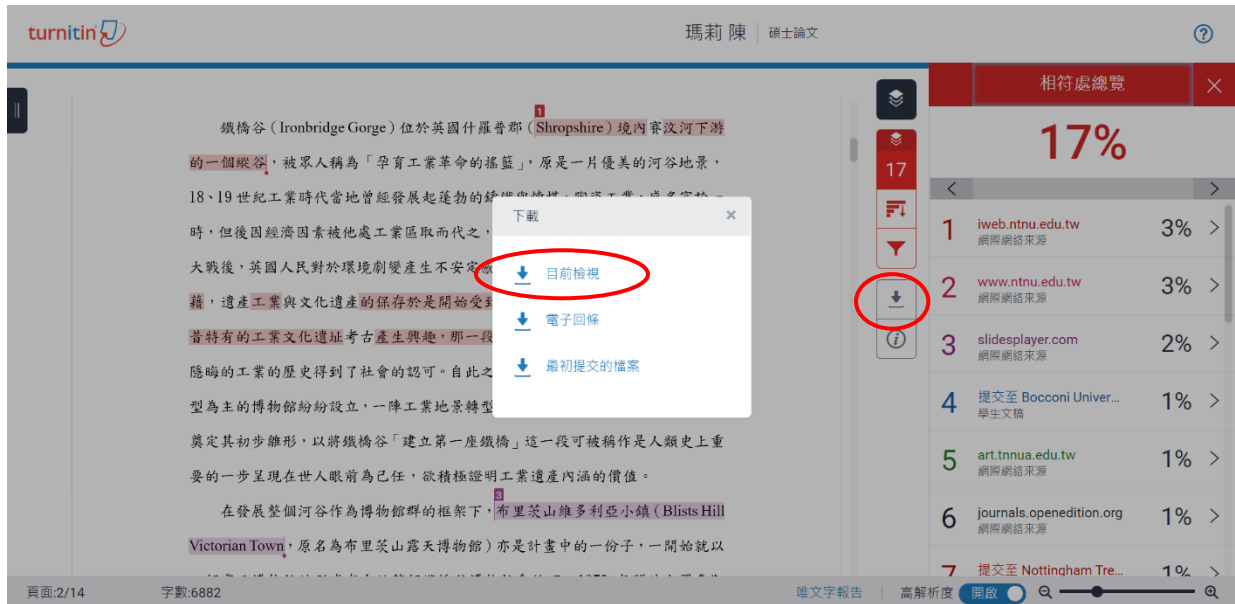 turnitin
瑪莉 陳 碩士論文
?
相符處總覽
17%
17
1
鐵橋谷（Ironbridge Gorge）位於英國什羅普郡（Shropshire）境內賽汶河下游
的一個縱谷，被眾人稱為「孕育工業革命的搖籃」，原是一片優美的河谷地景，
18、19 世紀工業時代當地曾經發展起蓬勃的
時，但後因經濟因素被他處工業區取而代之，
大戰後，英國人民對於環境劇變產生不安定
藉，遺產工業與文化遺產的保存於是開始受到
昔特有的工業文化遺址考古產生興趣，那一段
隱晦的工業的歷史得到了社會的認可。自此之
型為主的博物館紛紛設立，一陣工業地景轉型
奠定其初步雛形，以將鐵橋谷「建立第一座鐵橋」這一段可被稱作是人類史上重
要的一步呈現在世人眼前為己任，欲積極證明工業遺產內涵的價值。
3
在發展整個河谷作為博物館群的框架下，布里茨山維多利亞小鎮（Blists Hill
Victorian Town，原名為布里茨山露天博物館）亦是計畫中的一份子，一開始就以
下載
目前檢視
電子回條
最初提交的檔案
1 iweb.ntnu.edu.tw 3%
網際網絡來源
2 www.ntnu.edu.tw 3%
網際網絡來源
3 slidesplayer.com 2%
網際網絡來源
4 提交至 Bocconi Univer... 1%
學生文稿
5 art.tnnua.edu.tw 1%
網際網絡來源
6 journals.openedition.org 1%
網際網絡來源
7 提交至 Nottingham Tre... 1%
頁面:2/14 字數:6882 唯文字報告 高解析度 開啟